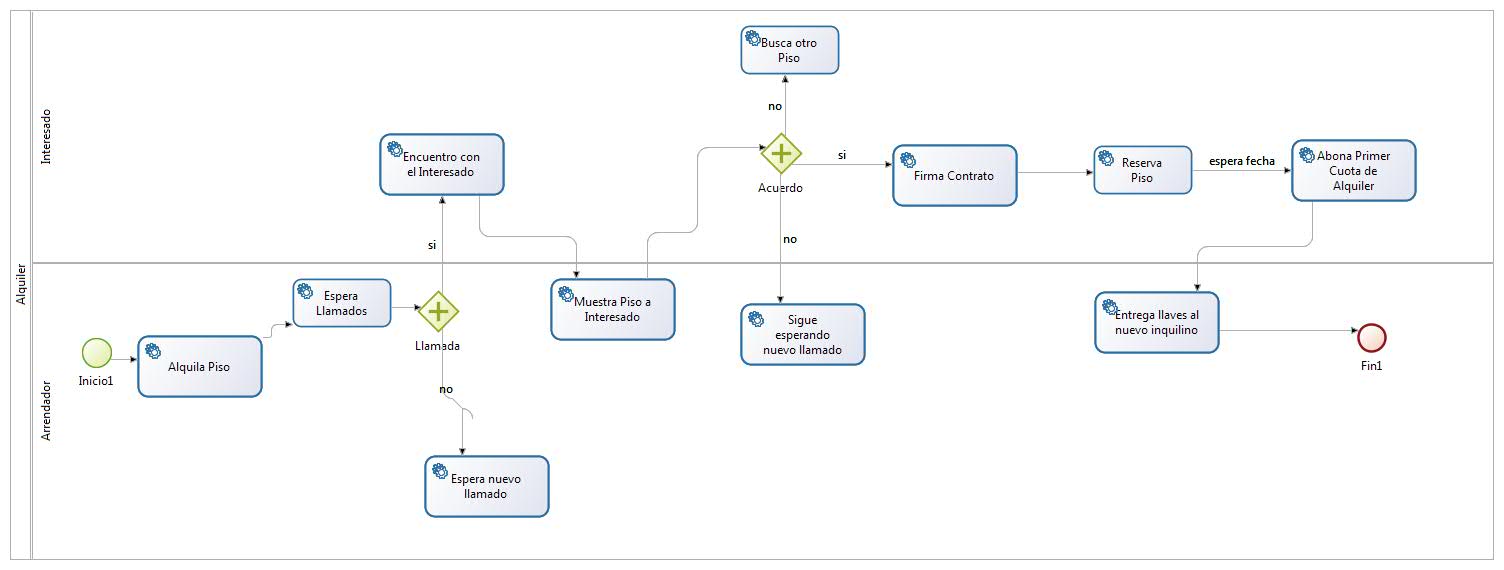 Alquiler
Interesado
Arrendador
Busca otro
Piso
no
Encuentro con
el Interesado
Acuerdo
si
Firma Contrato
Reserva
Piso
espera fecha
Abona Primer
Cuota de
Alquiler
si
no
Inicio1
Alquila Piso
Espera
Llamados
Llamada
Muestra Piso a
Interesado
Sigue
esperando
nuevo llamado
Entrega llaves al
nuevo inquilino
Fin1
no
Espera nuevo
llamado